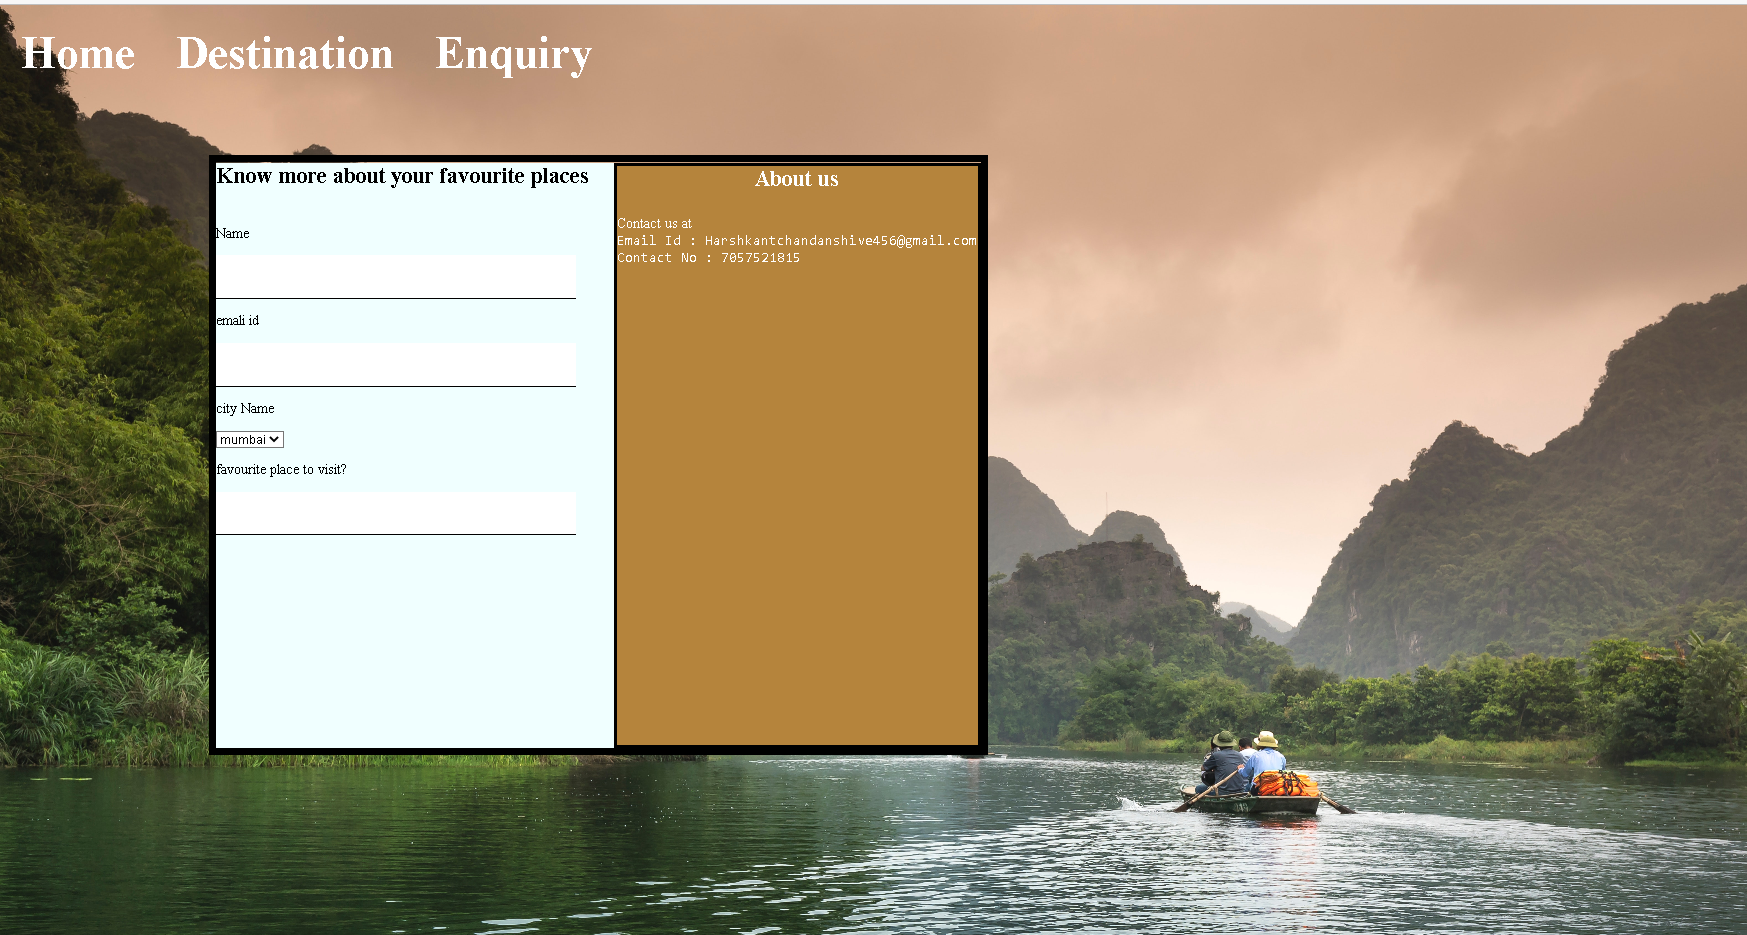 Home Destination Enquiry
Know more about your favourite places
Name
emali id
city Name
mumbai
favourite place to visit?
About us
Contact us at
Email Id : Harshkantchandanshive456@gmail.com
Contact No : 7057521815